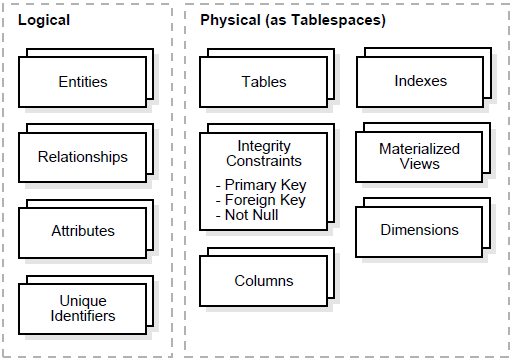 Logical
Entities
Relationships
Attributes
Unique
Identifiers
Physical (as Tablespaces)
Tables
Integrity
Constraints
- Primary Key
- Foreign Key
- Not Null
Columns
Indexes
Materialized
Views
Dimensions